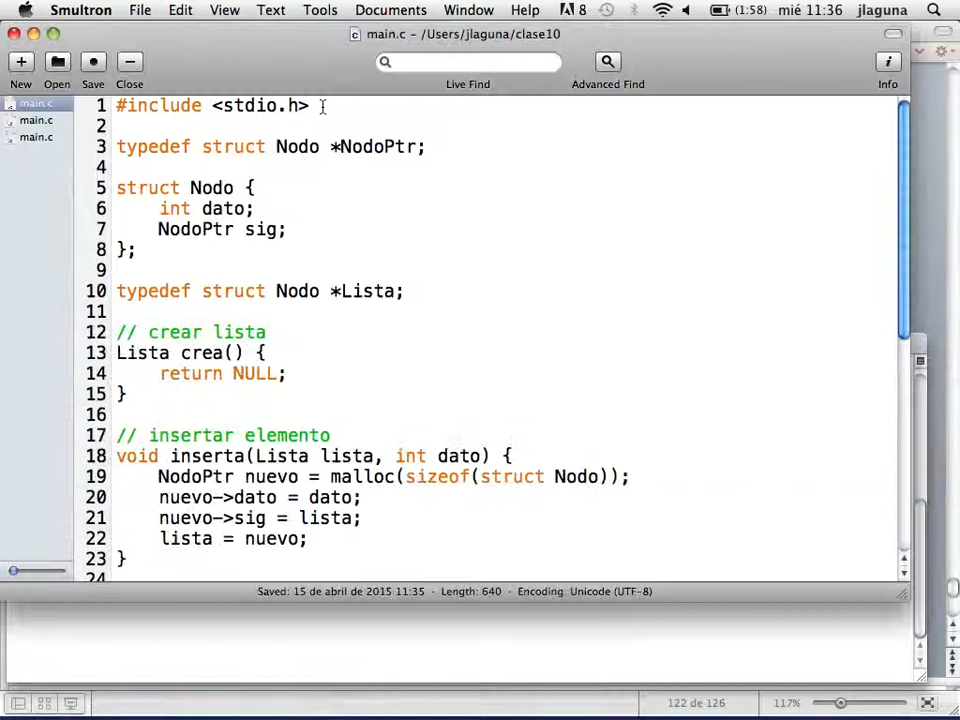 Smultron File Edit View Text Tools Documents Window Help 8 (1:58) mié 11:36 jlaguna
main.c – /Users/jlaguna/clase10
New Open Save Close Live Find Advanced Find Info
main.c
main.c
main.c
1 #include <stdio.h>
2
3 typedef struct Nodo *NodoPtr;
4
5 struct Nodo {
6 int dato;
7 NodoPtr sig;
8 };
9
10 typedef struct Nodo *Lista;
11
12 // crear lista
13 Lista crea() {
14 return NULL;
15 }
16
17 // insertar elemento
18 void inserta(Lista lista, int dato) {
19 NodoPtr nuevo = malloc(sizeof(struct Nodo));
20 nuevo->dato = dato;
21 nuevo->sig = lista;
22 lista = nuevo;
23 }
24
Saved: 15 de abril de 2015 11:35 · Length: 640 · Encoding: Unicode (UTF-8)
122 de 126 117%